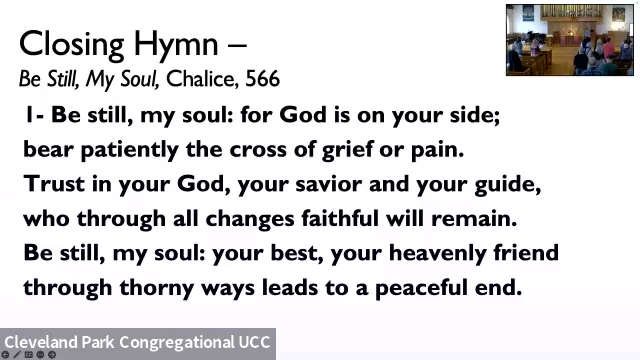 Closing Hymn –
Be Still, My Soul, Chalice, 566
1- Be still, my soul: for God is on your side;
bear patiently the cross of grief or pain.
Trust in your God, your savior and your guide,
who through all changes faithful will remain.
Be still, my soul: your best, your heavenly friend
through thorny ways leads to a peaceful end.
Cleveland Park Congregational UCC